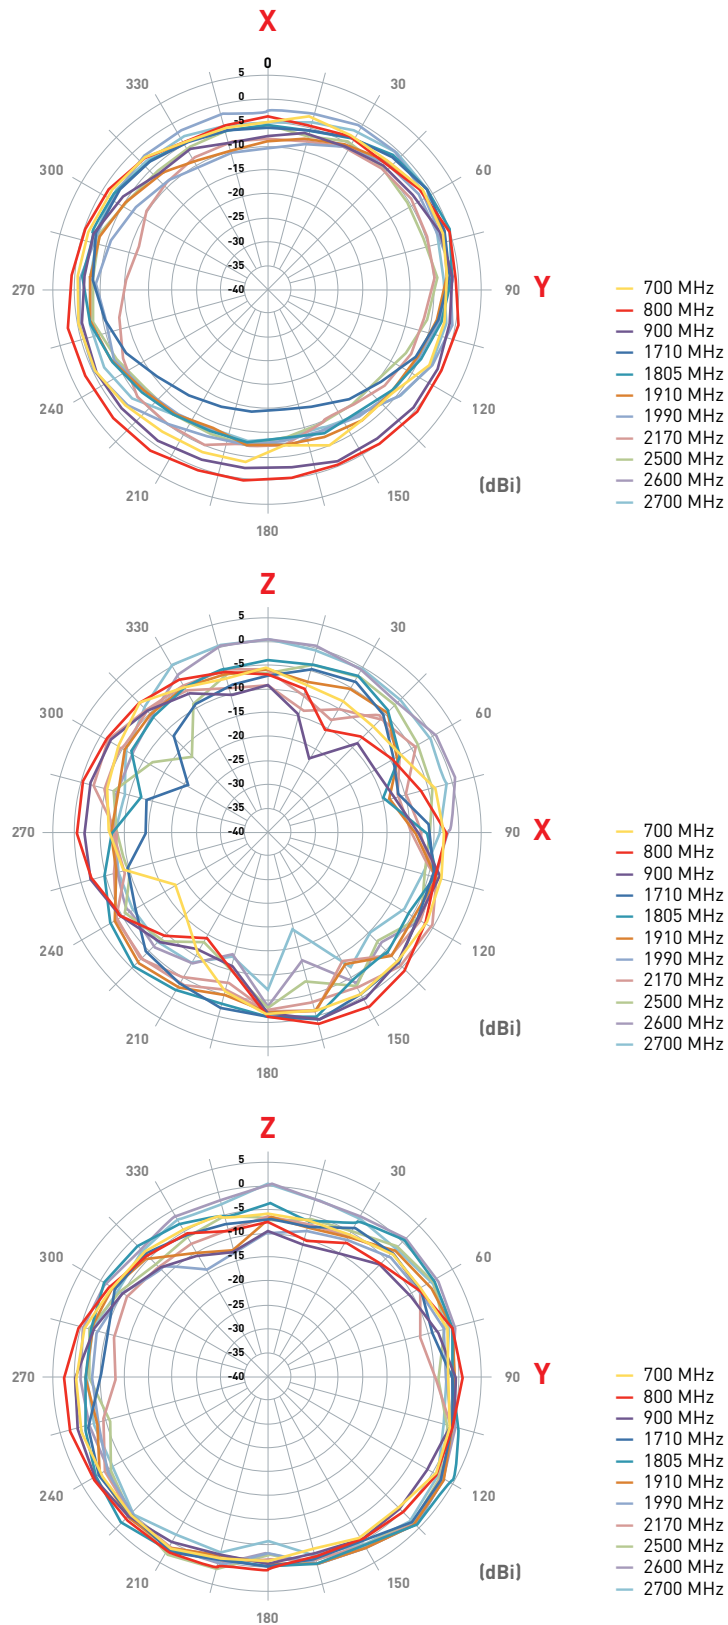 X
0
5
330
30
0
-5
-10
-15
300
60
-20
-25
-30
-35
270
-40
90
Y
240
120
210
150
(dBi)
180
700 MHz
800 MHz
900 MHz
1710 MHz
1805 MHz
1910 MHz
1990 MHz
2170 MHz
2500 MHz
2600 MHz
2700 MHz
Z
5
330
30
0
-5
-10
-15
300
60
-20
-25
-30
-35
270
-40
90
X
240
120
210
150
(dBi)
180
700 MHz
800 MHz
900 MHz
1710 MHz
1805 MHz
1910 MHz
1990 MHz
2170 MHz
2500 MHz
2600 MHz
2700 MHz
Z
5
330
30
0
-5
-10
-15
300
60
-20
-25
-30
-35
270
-40
90
Y
240
120
210
150
(dBi)
180
700 MHz
800 MHz
900 MHz
1710 MHz
1805 MHz
1910 MHz
1990 MHz
2170 MHz
2500 MHz
2600 MHz
2700 MHz